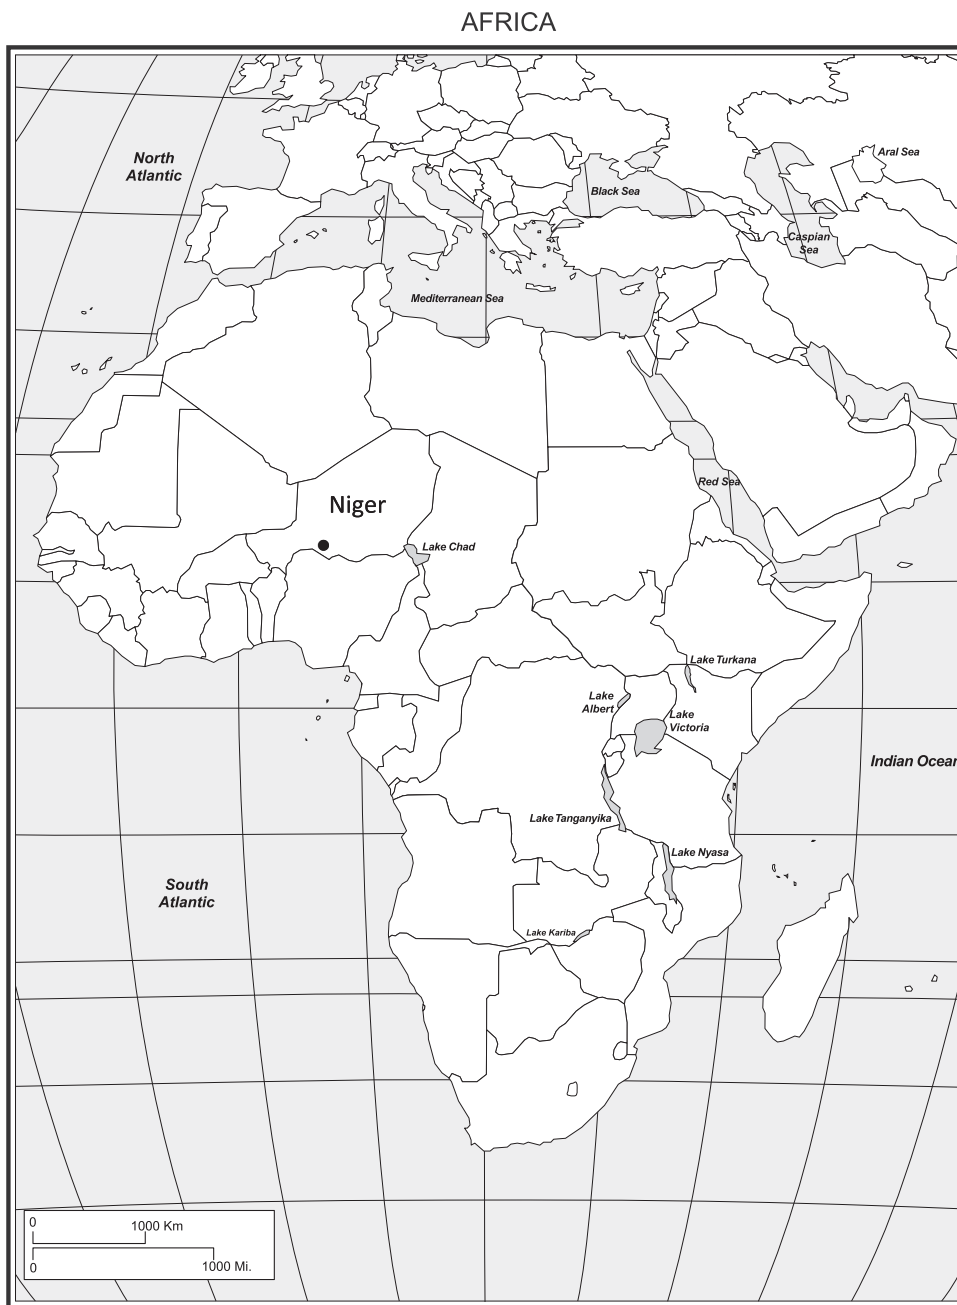 AFRICA
North
Atlantic
Aral Sea
Black Sea
Caspian
Sea
Mediterranean Sea
Red Sea
Niger
Lake Chad
Lake Turkana
Lake
Albert
Lake
Victoria
Indian Ocean
Lake Tanganyika
Lake Nyasa
South
Atlantic
Lake Kariba
0
1000 Km
0
1000 Mi.